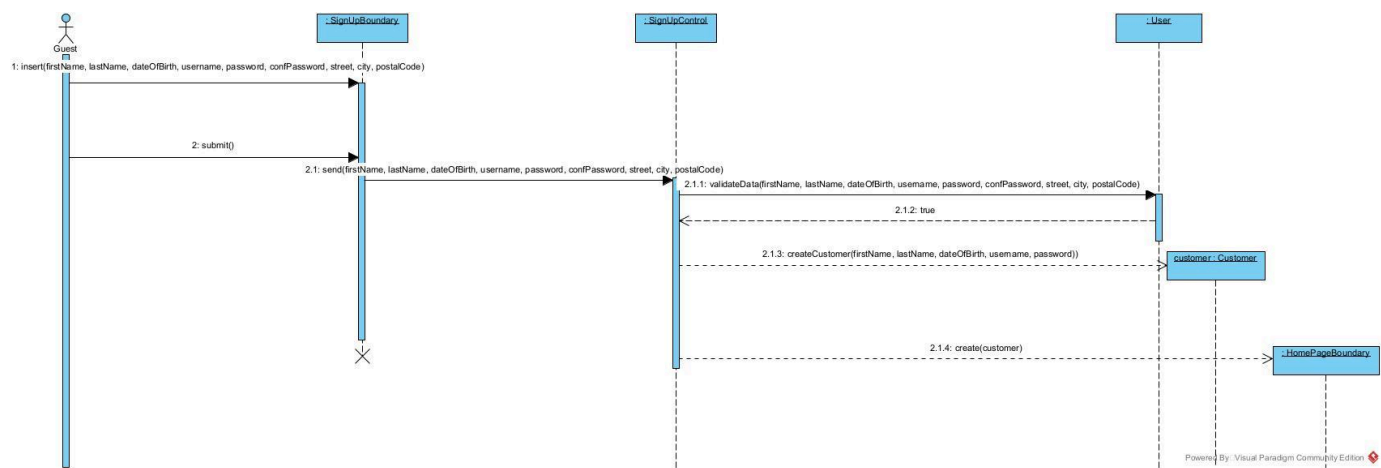 : SignUpBoundary
: SignUpControl
: User
Guest
1: insert(firstName, lastName, dateOfBirth, username, password, confPassword, street, city, postalCode)
2: submit()
2.1: send(firstName, lastName, dateOfBirth, username, password, confPassword, street, city, postalCode)
2.1.1: validateData(firstName, lastName, dateOfBirth, username, password, confPassword, street, city, postalCode)
2.1.2: true
2.1.3: createCustomer(firstName, lastName, dateOfBirth, username, password))
customer : Customer
2.1.4: create(customer)
: HomePageBoundary
Powered By Visual Paradigm Community Edition